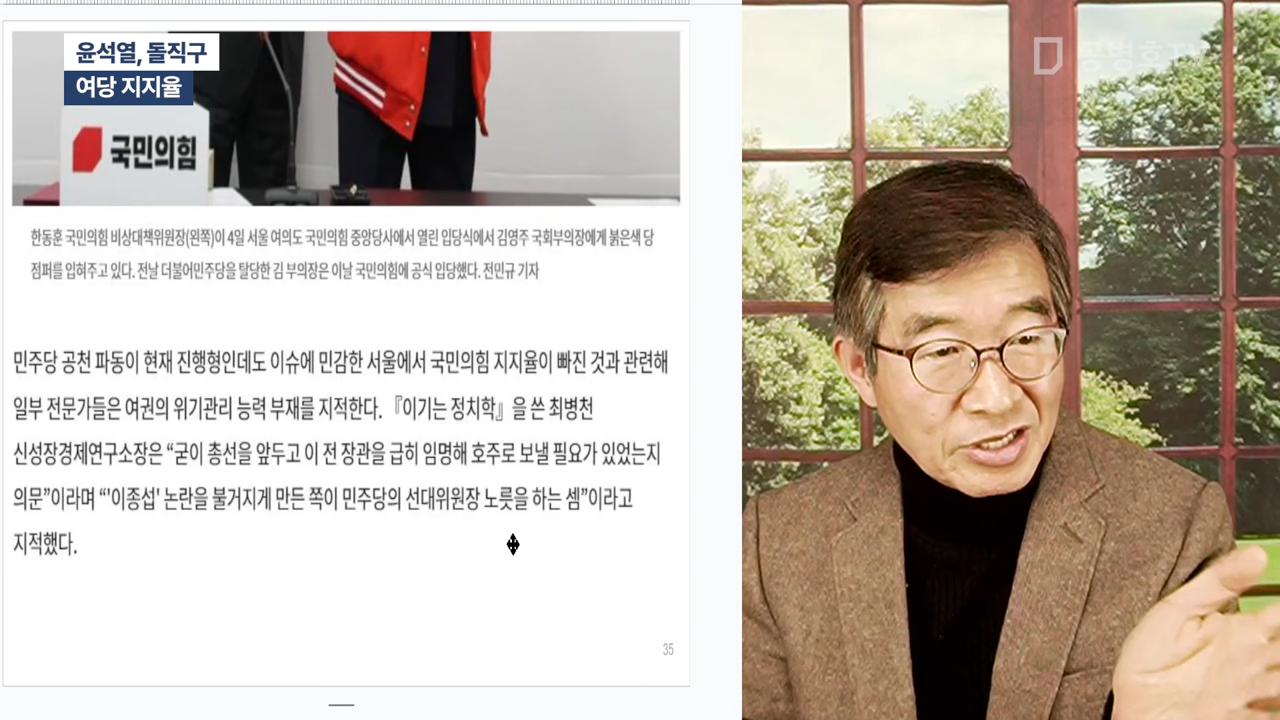 윤석열, 돌직구
여당 지지율
공병호TV
국민의힘
한동훈 국민의힘 비상대책위원장(왼쪽)이 4일 서울 여의도 국민의힘 중앙당사에서 열린 입당식에서 김영주 국회부의장에게 붉은색 당
점퍼를 입혀주고 있다. 전날 더불어민주당을 탈당한 김 부의장은 이날 국민의힘에 공식 입당했다. 전민규 기자
민주당 공천 파동이 현재 진행형인데도 이슈에 민감한 서울에서 국민의힘 지지율이 빠진 것과 관련해
일부 전문가들은 여권의 위기관리 능력 부재를 지적한다. 『이기는 정치학』을 쓴 최병천
신성장경제연구소장은 “굳이 총선을 앞두고 이 전 장관을 급히 임명해 호주로 보낼 필요가 있었는지
의문”이라며 “'이종섭' 논란을 불거지게 만든 쪽이 민주당의 선대위원장 노릇을 하는 셈”이라고
지적했다.
35